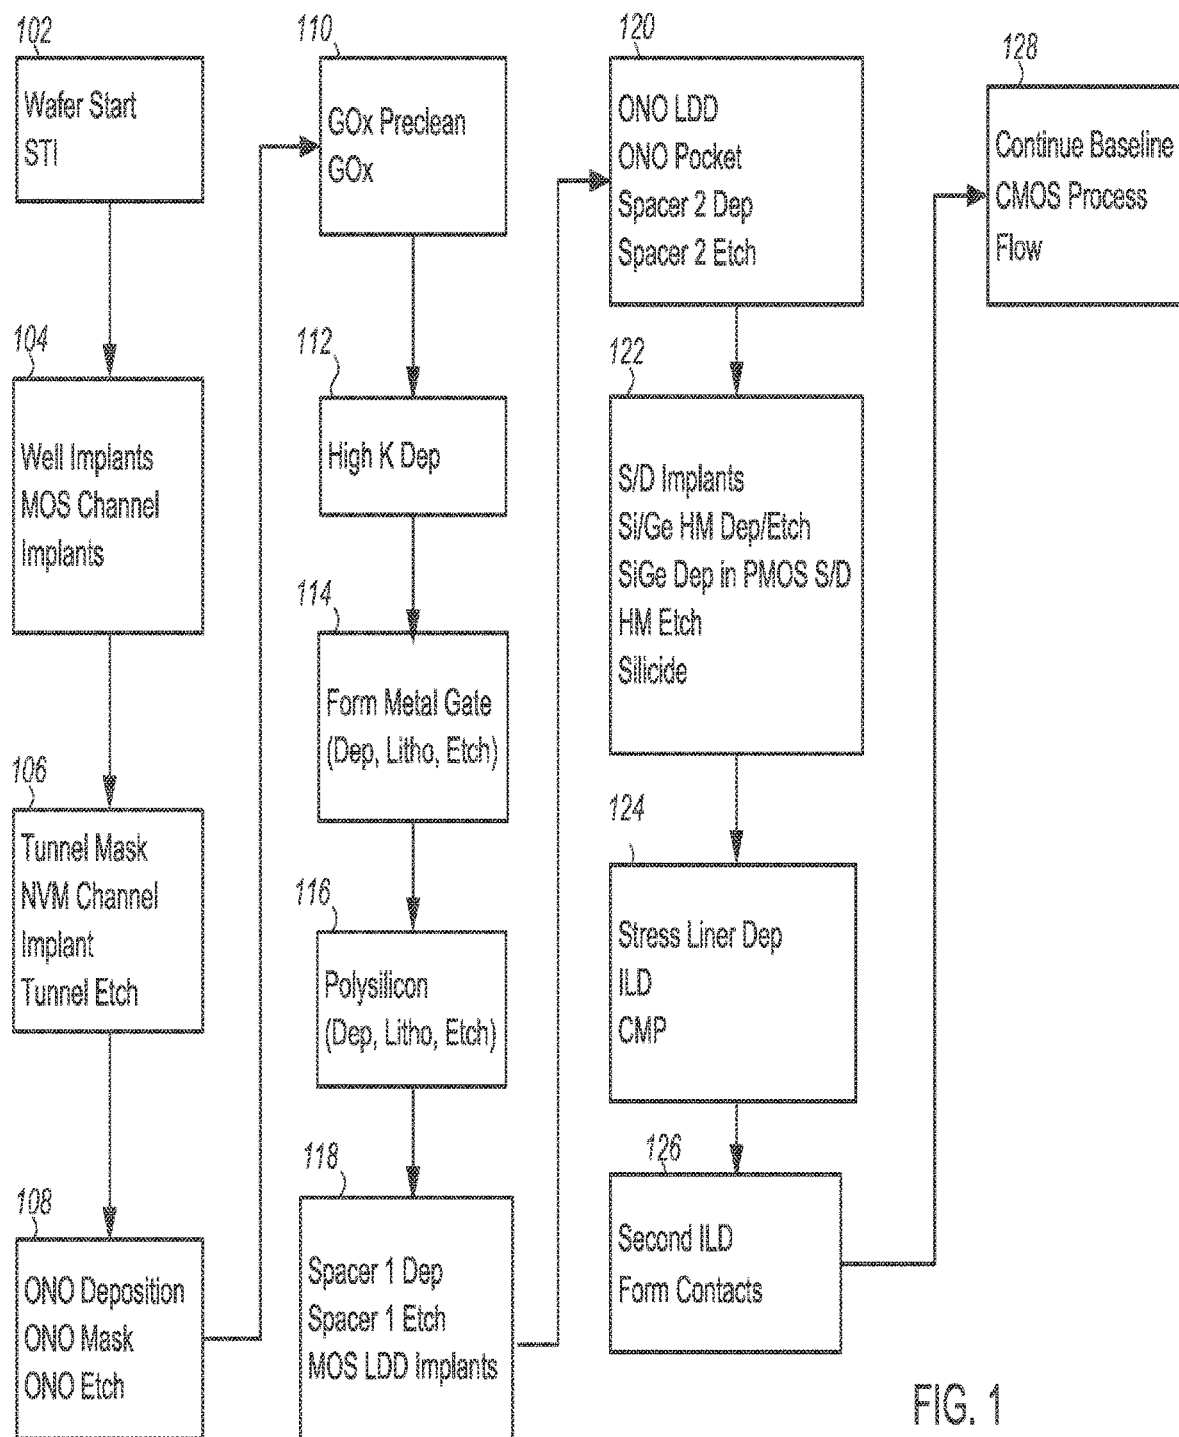 102
Wafer Start
STI
104
Well Implants
MOS Channel
Implants
106
Tunnel Mask
NVM Channel
Implant
Tunnel Etch
108
ONO Deposition
ONO Mask
ONO Etch
110
GOx Preclean
GOx
112
High K Dep
114
Form Metal Gate
(Dep, Litho, Etch)
116
Polysilicon
(Dep, Litho, Etch)
118
Spacer 1 Dep
Spacer 1 Etch
MOS LDD Implants
120
ONO LDD
ONO Pocket
Spacer 2 Dep
Spacer 2 Etch
122
S/D Implants
Si/Ge HM Dep/Etch
SiGe Dep in PMOS S/D
HM Etch
Silicide
124
Stress Liner Dep
ILD
CMP
126
Second ILD
Form Contacts
128
Continue Baseline
CMOS Process
Flow
FIG. 1